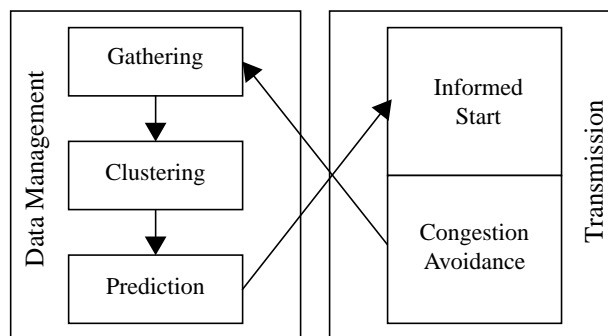 Data Management
Gathering
Clustering
Prediction
Informed
Start
Congestion
Avoidance
Transmission